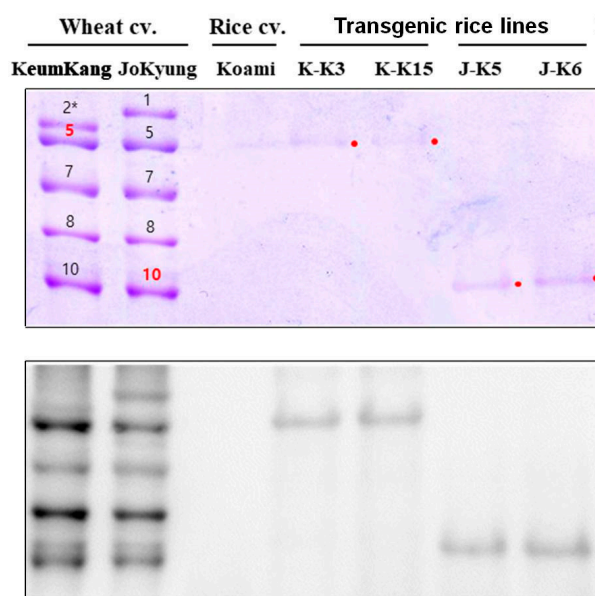 Wheat cv. Rice cv. Transgenic rice lines
KeumKang JoKyung Koami K-K3 K-K15 J-K5 J-K6
2* 1
5 5
7 7
8 8
10 10